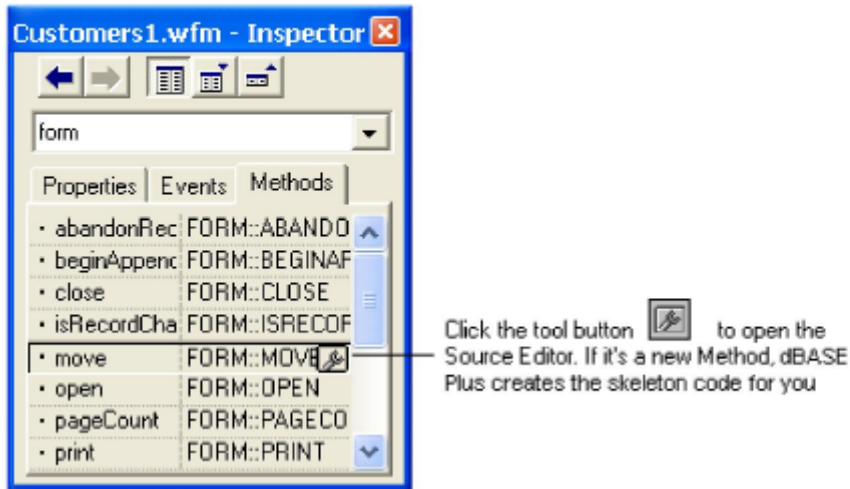 Customers1.wfm - Inspector
form
Properties Events Methods
· abandonRec FORM::ABANDO
· beginAppend FORM::BEGINAF
· close FORM::CLOSE
· isRecordCha FORM::ISRECOF
· move FORM::MOVE
· open FORM::OPEN
· pageCount FORM::PAGECO
· print FORM::PRINT
Click the tool button to open the
Source Editor. If it's a new Method, dBASE
Plus creates the skeleton code for you